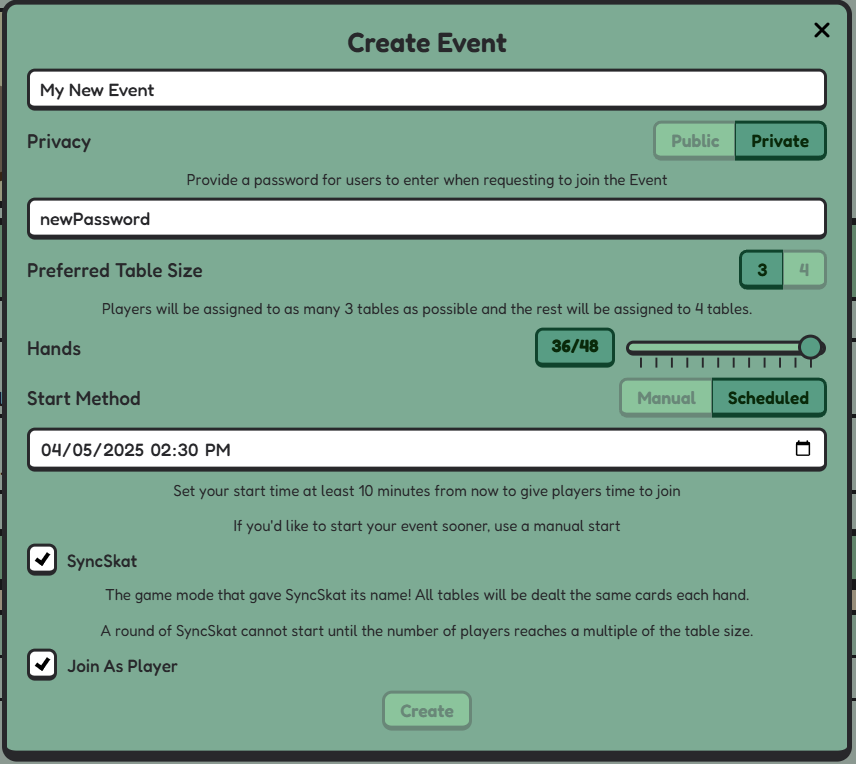 Create Event
My New Event
Privacy
Public
Private
Provide a password for users to enter when requesting to join the Event
newPassword
Preferred Table Size
3
4
Players will be assigned to as many 3 tables as possible and the rest will be assigned to 4 tables.
Hands
36/48
Start Method
Manual
Scheduled
04/05/2025 02:30 PM
Set your start time at least 10 minutes from now to give players time to join
If you'd like to start your event sooner, use a manual start
SyncSkat
The game mode that gave SyncSkat its name! All tables will be dealt the same cards each hand.
A round of SyncSkat cannot start until the number of players reaches a multiple of the table size.
Join As Player
Create